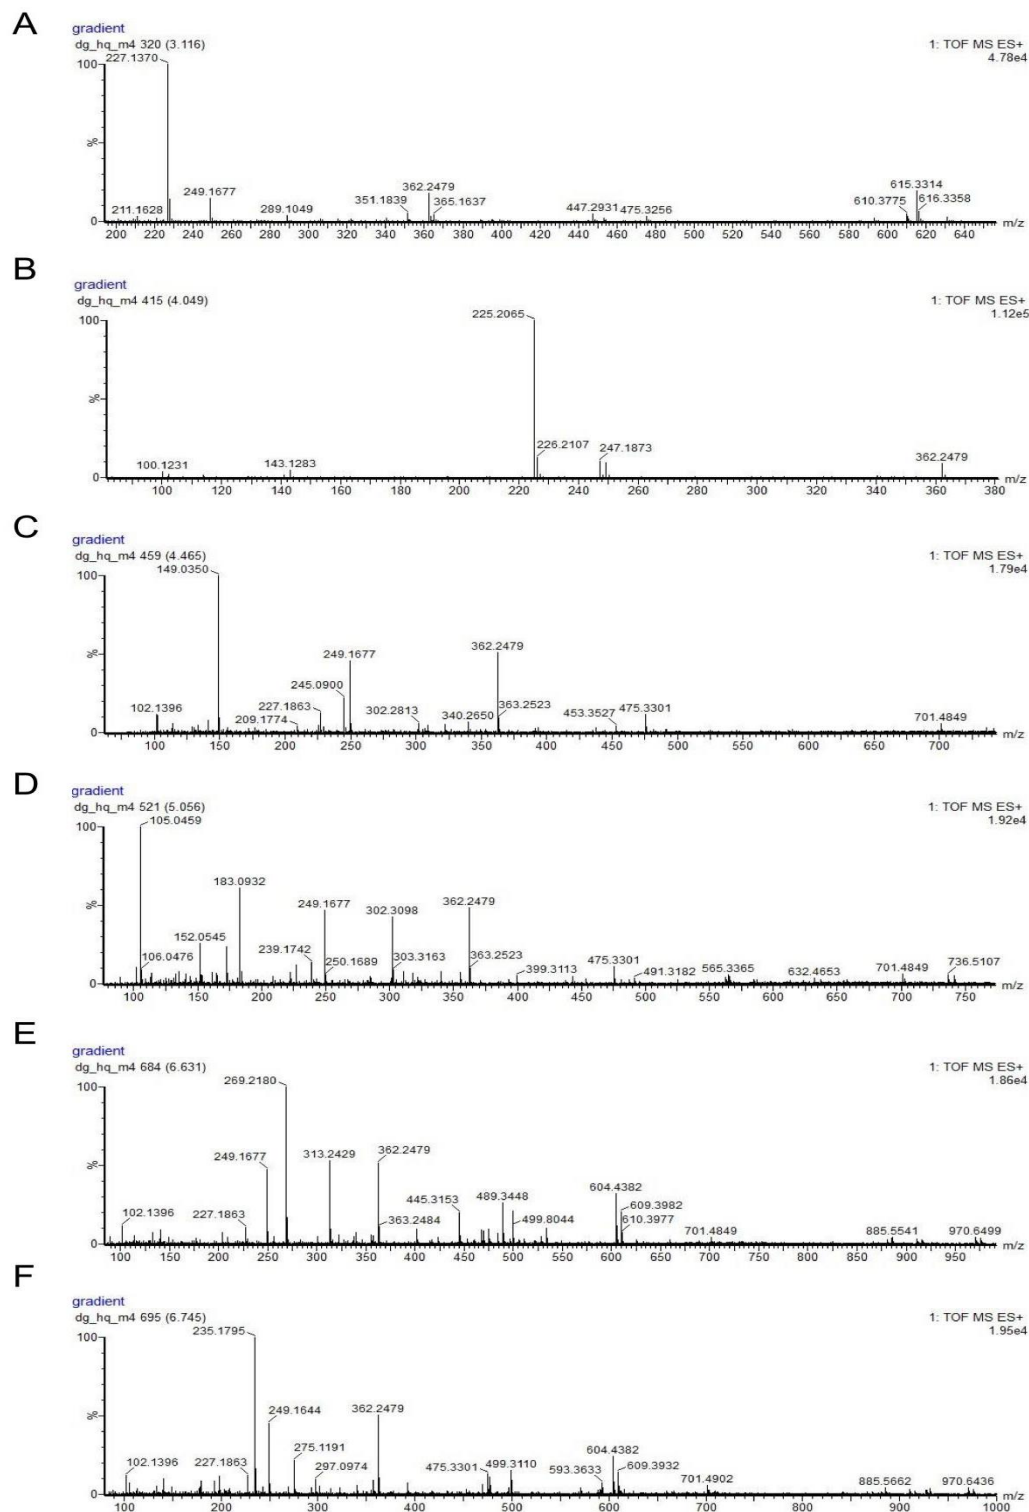 A
gradient
dg_hq_m4 320 (3.116)
1: TOF MS ES+
4.78e4
100
%
0
227.1370
211.1628
249.1677
289.1049
351.1839
362.2479
365.1637
447.2931
475.3256
610.3775
615.3314
616.3358
200 220 240 260 280 300 320 340 360 380 400 420 440 460 480 500 520 540 560 580 600 620 640
m/z
B
gradient
dg_hq_m4 415 (4.049)
1: TOF MS ES+
1.12e5
100
%
0
100.1231
143.1283
225.2065
226.2107
247.1873
362.2479
100 120 140 160 180 200 220 240 260 280 300 320 340 360 380
m/z
C
gradient
dg_hq_m4 459 (4.465)
1: TOF MS ES+
1.79e4
100
%
0
102.1396
149.0350
209.1774
227.1863
245.0900
249.1677
302.2813
340.2650
362.2479
363.2523
453.3527
475.3301
701.4849
100 150 200 250 300 350 400 450 500 550 600 650 700
m/z
D
gradient
dg_hq_m4 521 (5.056)
1: TOF MS ES+
1.92e4
100
%
0
105.0459
106.0476
152.0545
183.0932
239.1742
249.1677
250.1689
302.3098
303.3163
362.2479
363.2523
399.3113
475.3301
491.3182
565.3365
632.4653
701.4849
736.5107
100 150 200 250 300 350 400 450 500 550 600 650 700 750
m/z
E
gradient
dg_hq_m4 684 (6.631)
1: TOF MS ES+
1.86e4
100
%
0
102.1396
227.1863
249.1677
269.2180
313.2429
362.2479
363.2484
445.3153
489.3448
499.8044
604.4382
609.3982
610.3977
701.4849
885.5541
970.6499
100 150 200 250 300 350 400 450 500 550 600 650 700 750 800 850 900 950
m/z
F
gradient
dg_hq_m4 695 (6.745)
1: TOF MS ES+
1.95e4
100
%
0
102.1396
227.1863
235.1795
249.1644
275.1191
297.0974
362.2479
475.3301
499.3110
593.3633
604.4382
609.3932
701.4902
885.5662
970.6436
100 200 300 400 500 600 700 800 900 1000
m/z